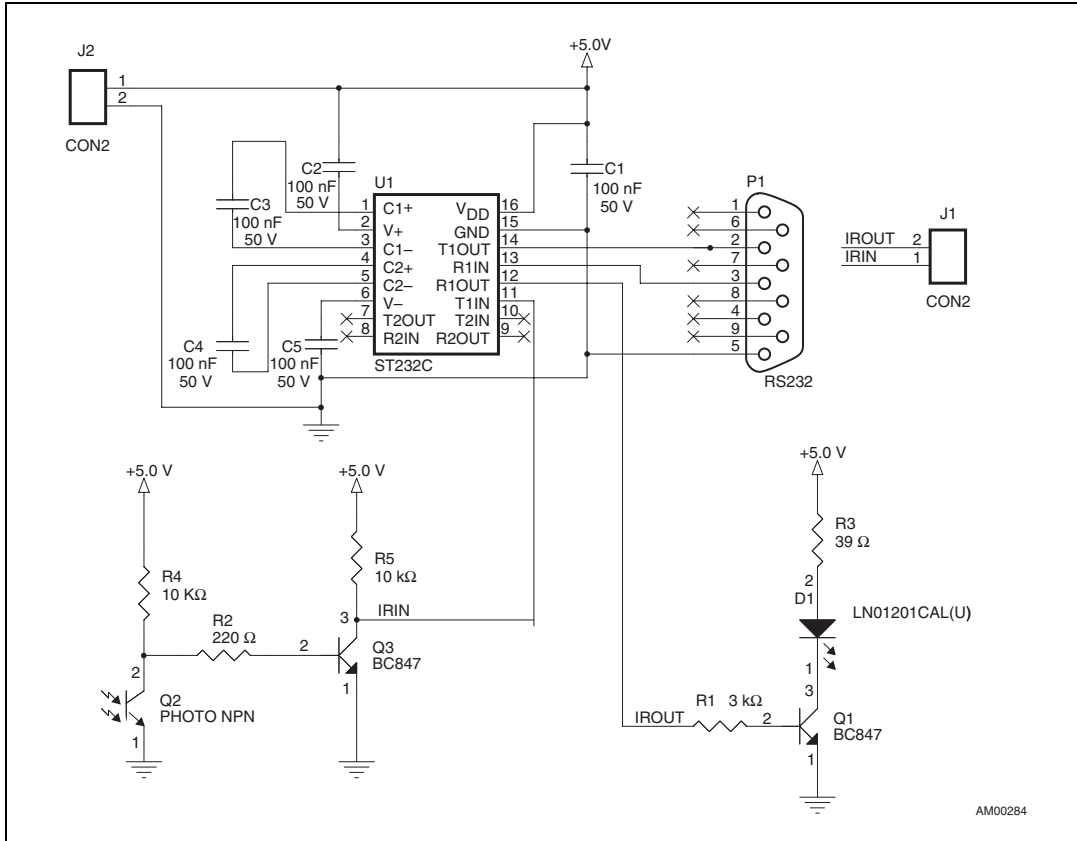 J2
1
2
CON2
+5.0V
C2
100 nF
50 V
C3
100 nF
50 V
C1
100 nF
50 V
U1
1 C1+ VDD 16
2 V+ GND 15
3 C1– T1OUT 14
4 C2+ R1IN 13
5 C2– R1OUT 12
6 V– T1IN 11
7 T2OUT T2IN 10
8 R2IN R2OUT 9
ST232C
C4
100 nF
50 V
C5
100 nF
50 V
P1
1
6
2
7
3
8
4
9
5
RS232
J1
IROUT 2
IRIN 1
CON2
+5.0 V
R4
10 KΩ
R2
220 Ω
2
Q2
PHOTO NPN
1
+5.0 V
R5
10 kΩ
3 IRIN
2
Q3
BC847
1
+5.0 V
R3
39 Ω
2
D1
LN01201CAL(U)
1
3
IROUT
R1 3 kΩ
2
Q1
BC847
1
AM00284